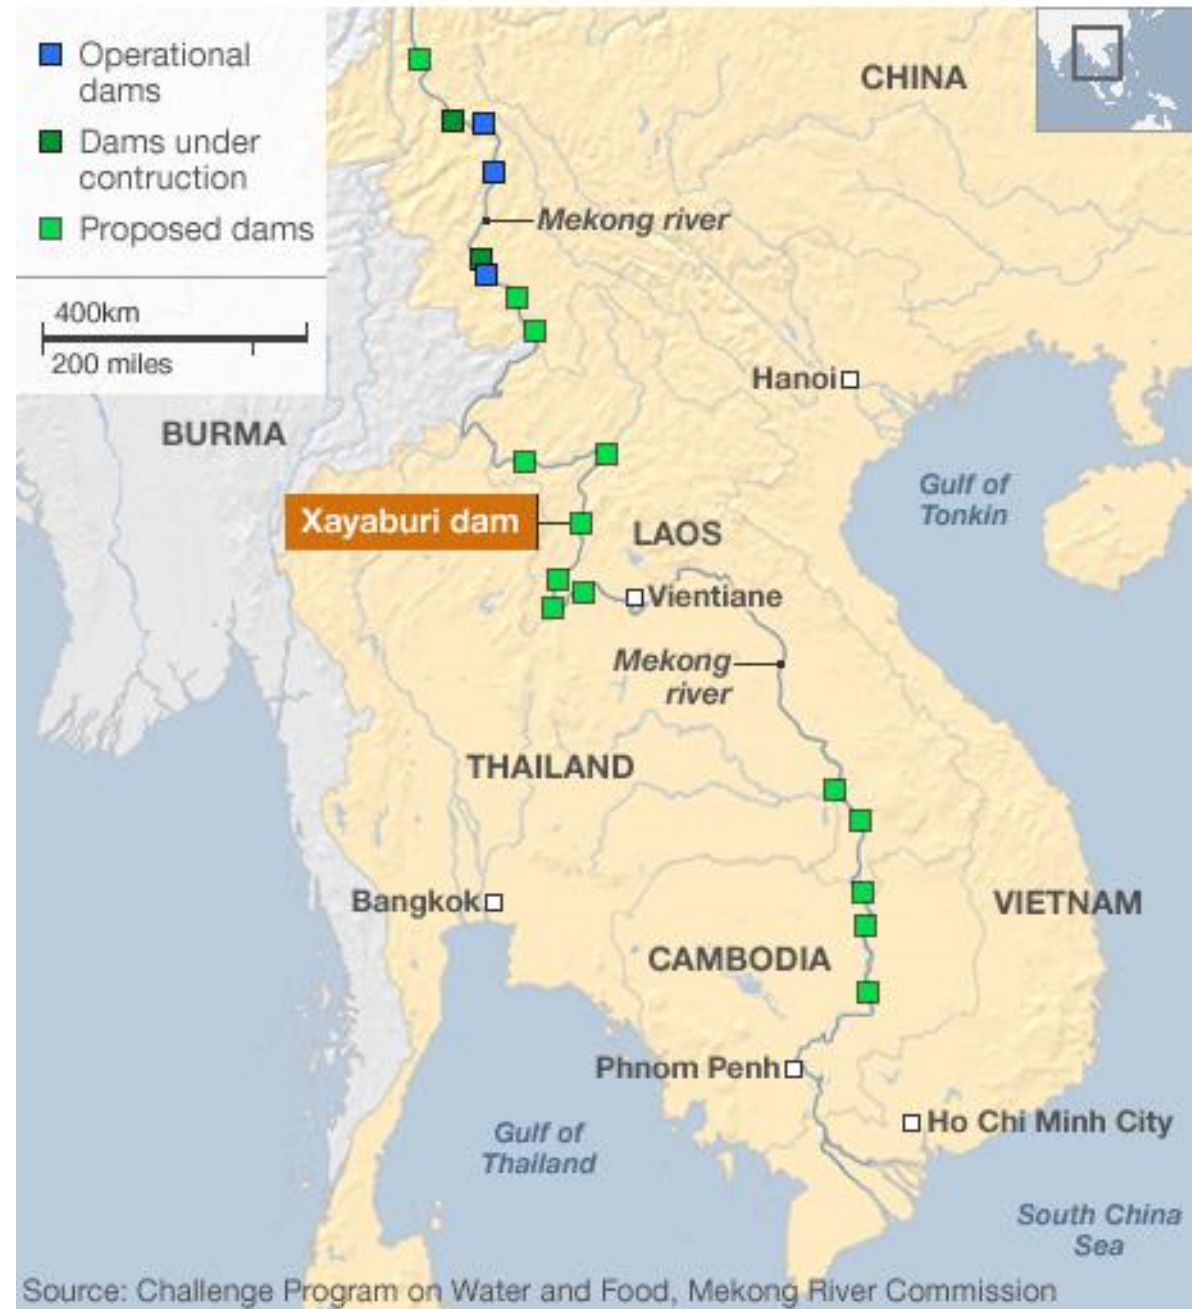 Operational
dams
Dams under
contruction
Proposed dams
400km
200 miles
CHINA
Mekong river
Hanoi
BURMA
Gulf of
Tonkin
Xayaburi dam
LAOS
Vientiane
Mekong
river
THAILAND
Bangkok
VIETNAM
CAMBODIA
Phnom Penh
Ho Chi Minh City
Gulf of
Thailand
South China
Sea
Source: Challenge Program on Water and Food, Mekong River Commission